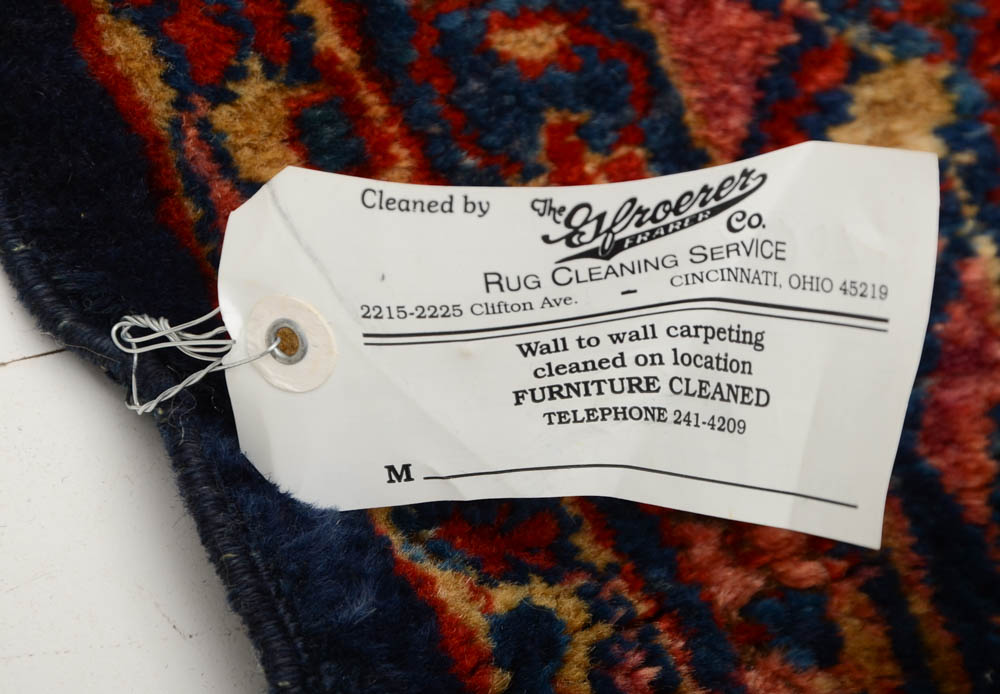 Cleaned by The Gfroerer Co.
FRARER
RUG CLEANING SERVICE
2215-2225 Clifton Ave. - CINCINNATI, OHIO 45219
Wall to wall carpeting
cleaned on location
FURNITURE CLEANED
TELEPHONE 241-4209
M